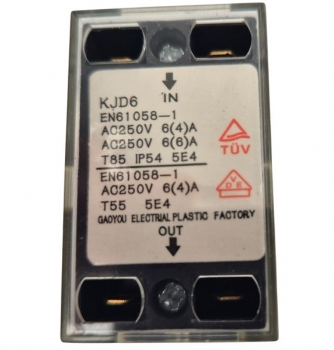 KJD6 IN
EN61058-1
AC250V 6(4)A
AC250V 6(6)A
T85 IP54 5E4
EN61058-1
AC250V 6(4)A
T55 5E4
TÜV
VDE
GAOYOU ELECTRIAL PLASTIC FACTORY
OUT